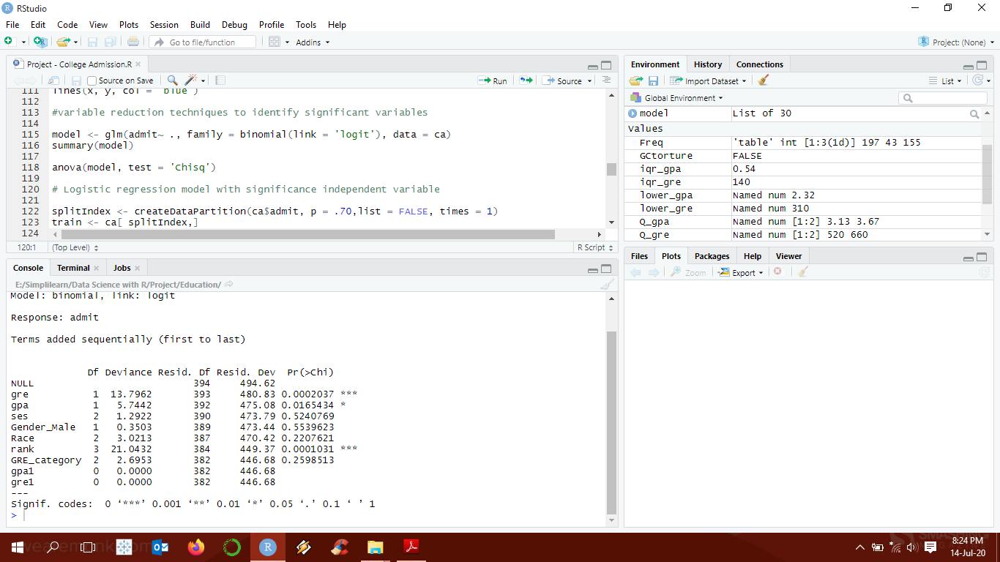 RStudio
File Edit Code View Plots Session Build Debug Profile Tools Help
Go to file/function Addins Project: (None)
Project - College Admission.R
Source on Save Run Source
111 lines(x, y, col = "blue")
112
113 #variable reduction techniques to identify significant variables
114
115 model <- glm(admit~ ., family = binomial(link = 'logit'), data = ca)
116 summary(model)
117
118 anova(model, test = 'Chisq')
119
120 # Logistic regression model with significance independent variable
121
122 splitIndex <- createDataPartition(ca$admit, p = .70,list = FALSE, times = 1)
123 train <- ca[ splitIndex,]
124
120:1 (Top Level) R Script
Console Terminal Jobs
E:/Simplilearn/Data Science with R/Project/Education/
Model: binomial, link: logit
Response: admit
Terms added sequentially (first to last)
Df Deviance Resid. Df Resid. Dev Pr(>Chi)
NULL 394 494.62
gre 1 13.7962 393 480.83 0.0002037 ***
gpa 1 5.7442 392 475.08 0.0165434 *
ses 2 1.2922 390 473.79 0.5240769
Gender_Male 1 0.3503 389 473.44 0.5539623
Race 2 3.0213 387 470.42 0.2207621
rank 3 21.0432 384 449.37 0.0001031 ***
GRE_category 2 2.6953 382 446.68 0.2598513
gpa1 0 0.0000 382 446.68
gre1 0 0.0000 382 446.68
---
Signif. codes: 0 ‘***’ 0.001 ‘**’ 0.01 ‘*’ 0.05 ‘.’ 0.1 ‘ ’ 1
>
Environment History Connections
Import Dataset List
Global Environment
model List of 30
values
Freq 'table' int [1:3(1d)] 197 43 155
GCtorture FALSE
iqr_gpa 0.54
iqr_gre 140
lower_gpa Named num 2.32
lower_gre Named num 310
Q_gpa Named num [1:2] 3.13 3.67
Q_gre Named num [1:2] 520 660
Files Plots Packages Help Viewer
Zoom Export
8:24 PM
14-Jul-20